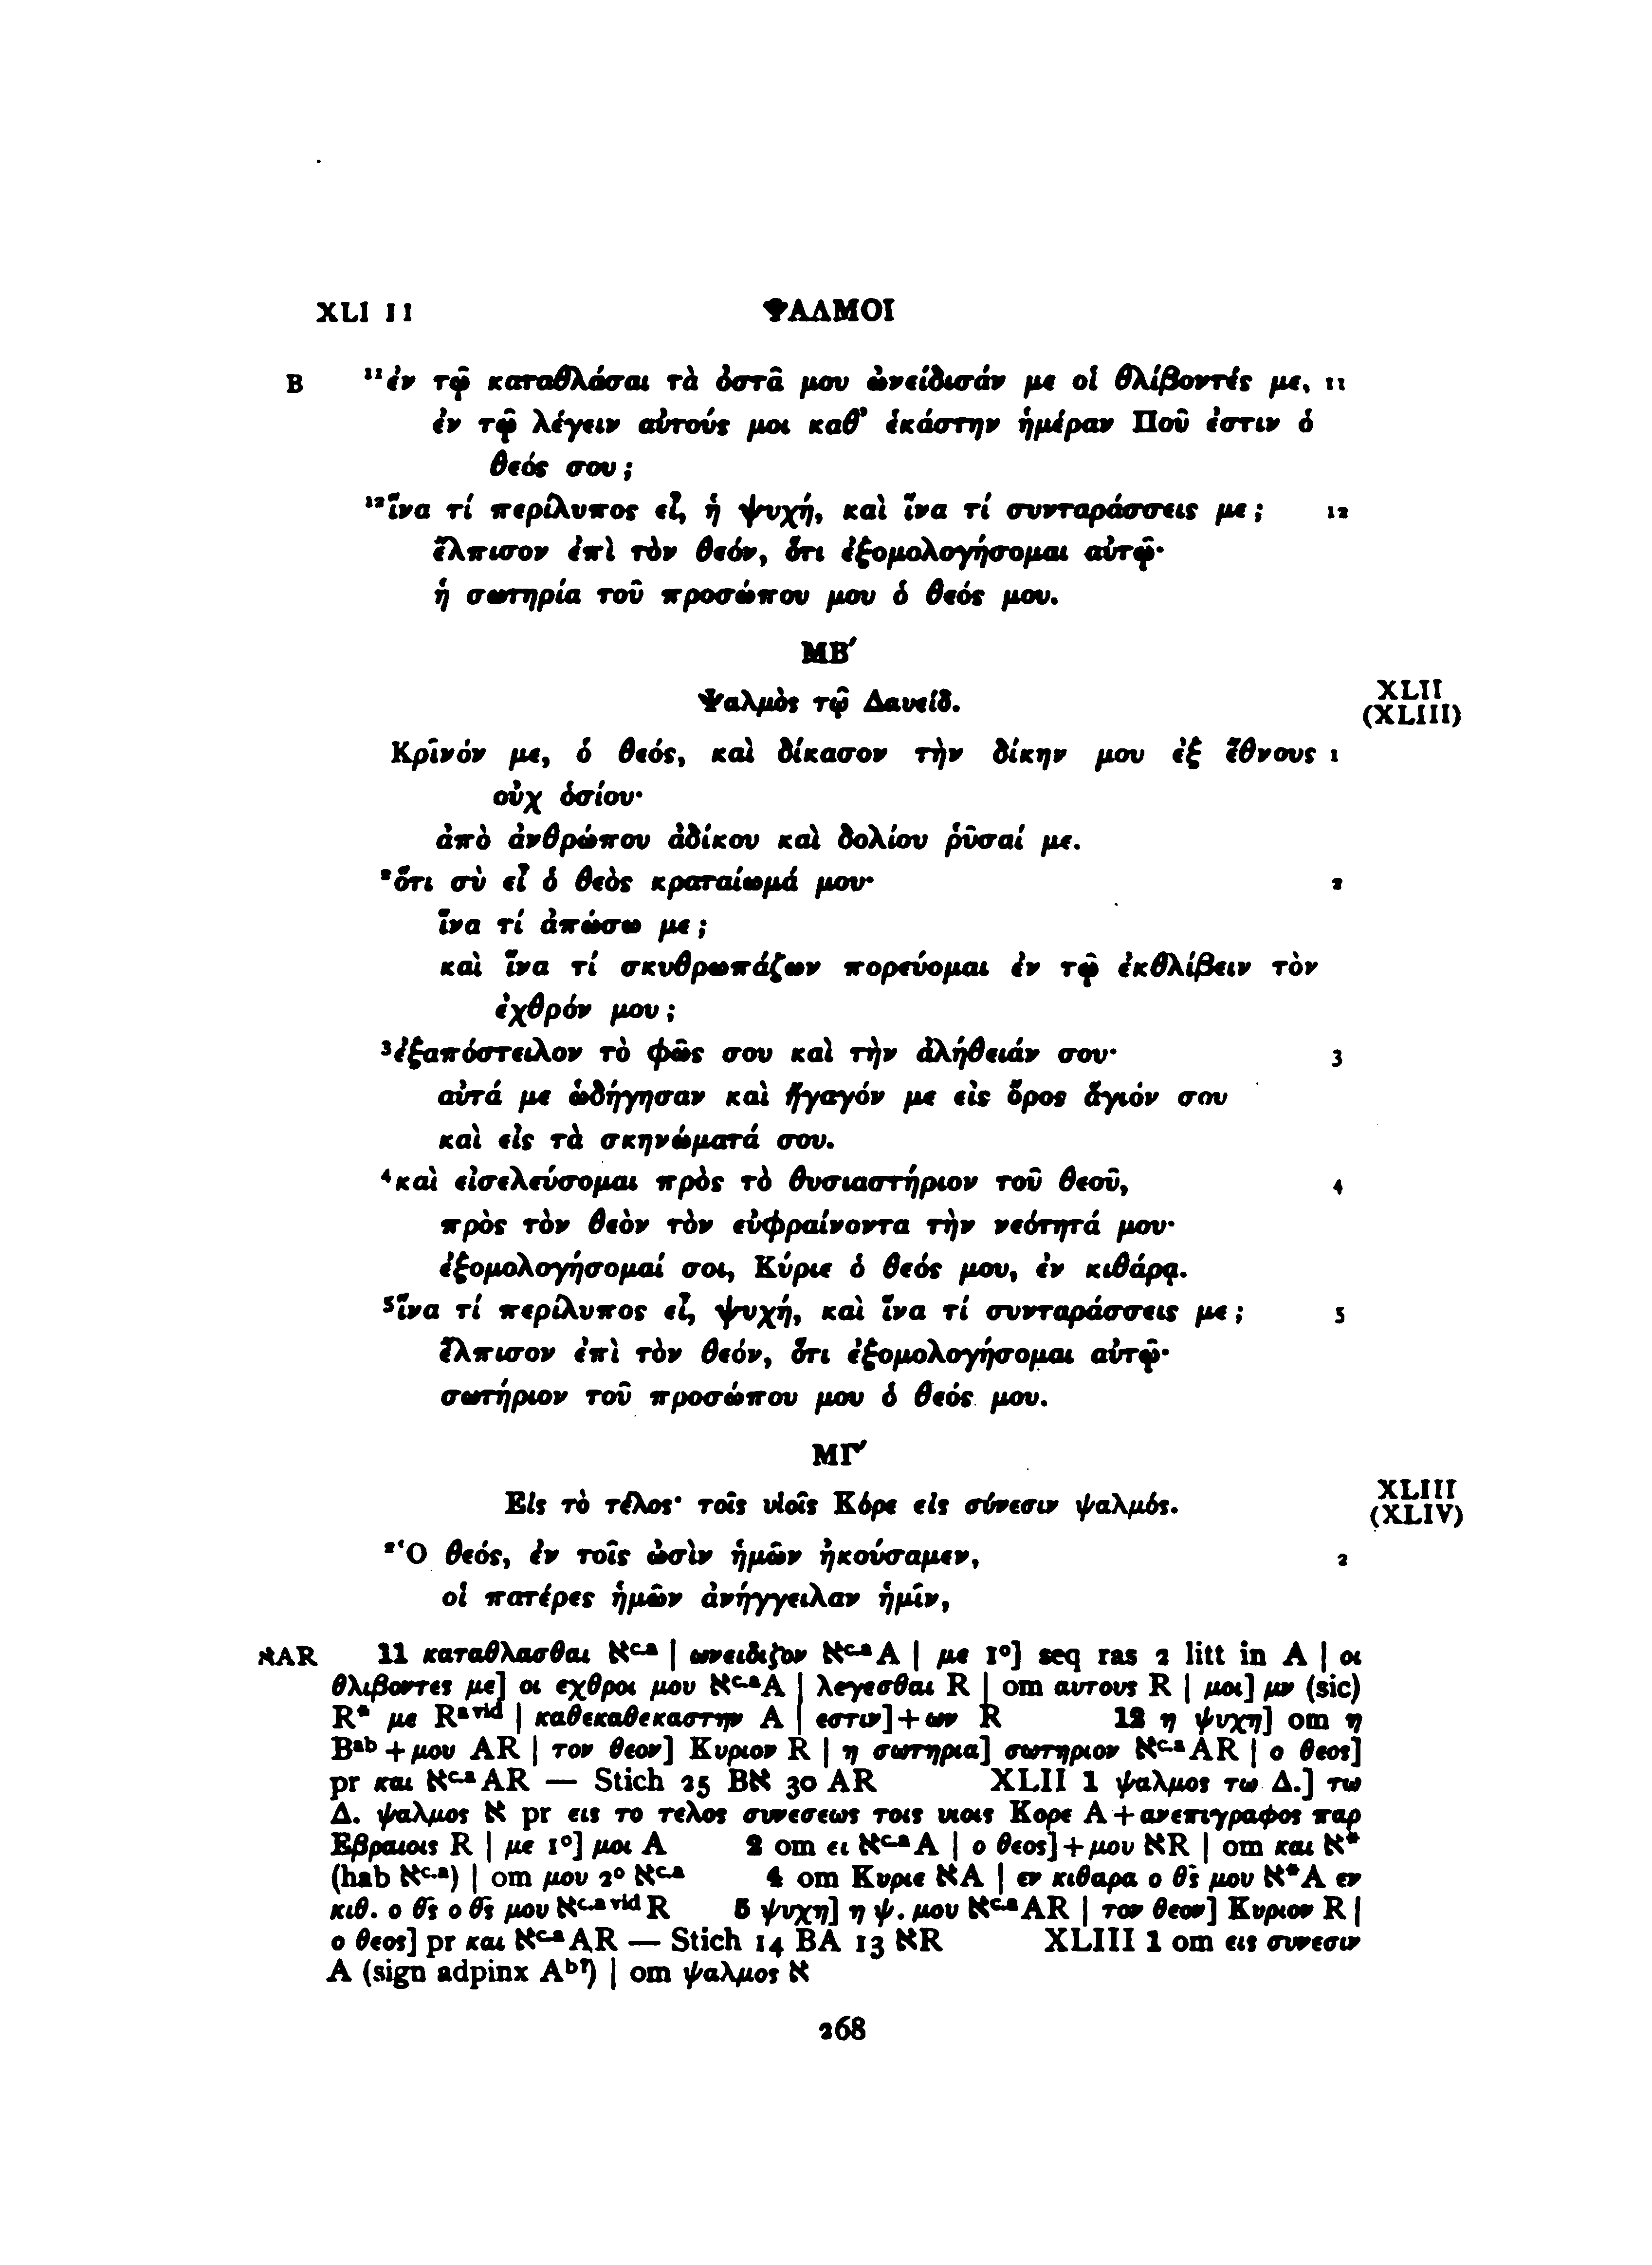 XLI 11 ΨΑΛΜΟΙ
B ¹¹ἐν τῷ καταθλάσαι τὰ ὀστᾶ μου ὠνείδισάν με οἱ θλίβοντές με, 11
ἐν τῷ λέγειν αὐτούς μοι καθ᾽ ἑκάστην ἡμέραν Ποῦ ἐστιν ὁ
θεός σου;
¹²ἵνα τί περίλυπος εἶ, ἡ ψυχή, καὶ ἵνα τί συνταράσσεις με; 12
ἔλπισον ἐπὶ τὸν θεόν, ὅτι ἐξομολογήσομαι αὐτῷ·
ἡ σωτηρία τοῦ προσώπου μου ὁ θεός μου.
ΜΒ′
Ψαλμὸς τῷ Δαυείδ.
XLII
(XLIII)
Κρῖνόν με, ὁ θεός, καὶ δίκασον τὴν δίκην μου ἐξ ἔθνους 1
οὐχ ὁσίου·
ἀπὸ ἀνθρώπου ἀδίκου καὶ δολίου ῥῦσαί με.
²ὅτι σὺ εἶ ὁ θεὸς κραταίωμά μου· 2
ἵνα τί ἀπώσω με;
καὶ ἵνα τί σκυθρωπάζων πορεύομαι ἐν τῷ ἐκθλίβειν τὸν
ἐχθρόν μου;
³ἐξαπόστειλον τὸ φῶς σου καὶ τὴν ἀλήθειάν σου· 3
αὐτά με ὡδήγησαν καὶ ἤγαγόν με εἰς ὄρος ἅγιόν σου
καὶ εἰς τὰ σκηνώματά σου.
⁴καὶ εἰσελεύσομαι πρὸς τὸ θυσιαστήριον τοῦ θεοῦ, 4
πρὸς τὸν θεὸν τὸν εὐφραίνοντα τὴν νεότητά μου·
ἐξομολογήσομαί σοι, Κύριε ὁ θεός μου, ἐν κιθάρᾳ.
⁵ἵνα τί περίλυπος εἶ, ψυχή, καὶ ἵνα τί συνταράσσεις με; 5
ἔλπισον ἐπὶ τὸν θεόν, ὅτι ἐξομολογήσομαι αὐτῷ·
σωτήριον τοῦ προσώπου μου ὁ θεός μου.
ΜΓ′
Εἰς τὸ τέλος· τοῖς υἱοῖς Κόρε εἰς σύνεσιν ψαλμός.
XLIII
(XLIV)
²Ὁ θεός, ἐν τοῖς ὠσὶν ἡμῶν ἠκούσαμεν, 2
οἱ πατέρες ἡμῶν ἀνήγγειλαν ἡμῖν,
אAR 11 καταθλασθαι א^c.a | ωνειδιζον א^c.a A | με 1°] seq ras 2 litt in A | οι
θλιβοντες με] οι εχθροι μου א^c.a A | λεγεσθαι R | om αυτους R | μοι] μν (sic)
R* με R^a vid | καθεκαθεκαστην A | εστιν]+ων R 12 η ψυχη] om η
B^ab +μου AR | τον θεον] Κυριον R | η σωτηρια] σωτηριον א^c.a AR | ο θεος]
pr και א^c.a AR — Stich 25 Bא 30 AR XLII 1 ψαλμος τω Δ.] τω
Δ. ψαλμος א pr εις το τελος συνεσεως τοις υιοις Κορε A+ανεπιγραφος παρ
Εβραιοις R | με 1°] μοι A 2 om ει א^c.a A | ο θεος]+μου אR | om και א*
(hab א^c.a) | om μου 2° א^c.a 4 om Κυριε אA | εν κιθαρα ο θ̅ς̅ μου א*A εν
κιθ. ο θ̅ς̅ ο θ̅ς̅ μου א^c.a vid R 5 ψυχη] η ψ. μου א^c.a AR | τον θεον] Κυριον R |
ο θεος] pr και א^c.a AR — Stich 14 BA 13 אR XLIII 1 om εις συνεσιν
A (sign adpinx A^b?) | om ψαλμος א
268